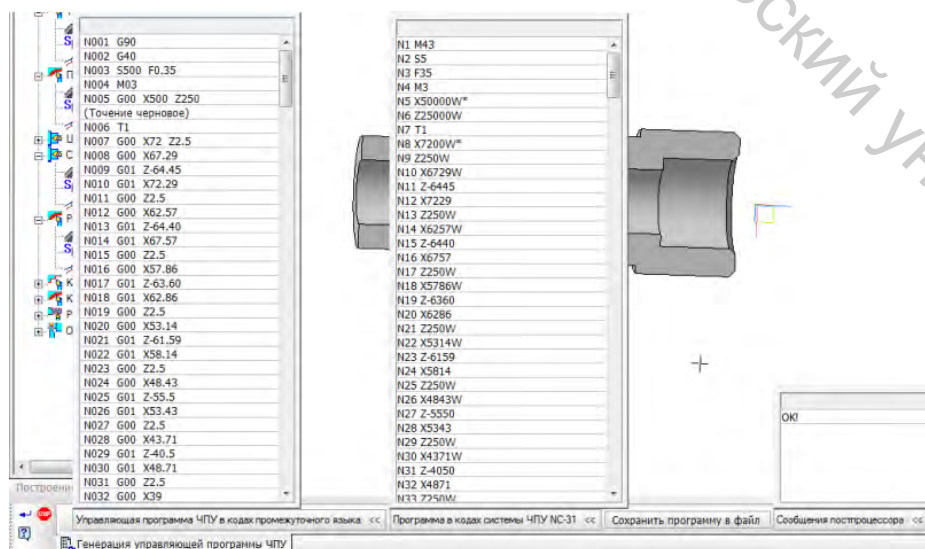 N001 G90
N002 G40
N003 S500 F0.35
N004 M03
N005 G00 X500 Z250
(Точение черновое)
N006 T1
N007 G00 X72 Z2.5
N008 G00 X67.29
N009 G01 Z-64.45
N010 G01 X72.29
N011 G00 Z2.5
N012 G00 X62.57
N013 G01 Z-64.40
N014 G01 X67.57
N015 G00 Z2.5
N016 G00 X57.86
N017 G01 Z-63.60
N018 G01 X62.86
N019 G00 Z2.5
N020 G00 X53.14
N021 G01 Z-61.59
N022 G01 X58.14
N023 G00 Z2.5
N024 G00 X48.43
N025 G01 Z-55.5
N026 G01 X53.43
N027 G00 Z2.5
N028 G00 X43.71
N029 G01 Z-40.5
N030 G01 X48.71
N031 G00 Z2.5
N032 G00 X39
N1 M43
N2 S5
N3 F35
N4 M3
N5 X50000W*
N6 Z25000W
N7 T1
N8 X7200W*
N9 Z250W
N10 X6729W
N11 Z-6445
N12 X7229
N13 Z250W
N14 X6257W
N15 Z-6440
N16 X6757
N17 Z250W
N18 X5786W
N19 Z-6360
N20 X6286
N21 Z250W
N22 X5314W
N23 Z-6159
N24 X5814
N25 Z250W
N26 X4843W
N27 Z-5550
N28 X5343
N29 Z250W
N30 X4371W
N31 Z-4050
N32 X4871
N33 Z250W
OK!
П
Ц
С
Р
К
К
Р
О
Построени
STOP
Управляющая программа ЧПУ в кодах промежуточного языка <<
Программа в кодах системы ЧПУ NC-31 <<
Сохранить программу в файл
Сообщения постпроцессора <<
Генерация управляющей программы ЧПУ